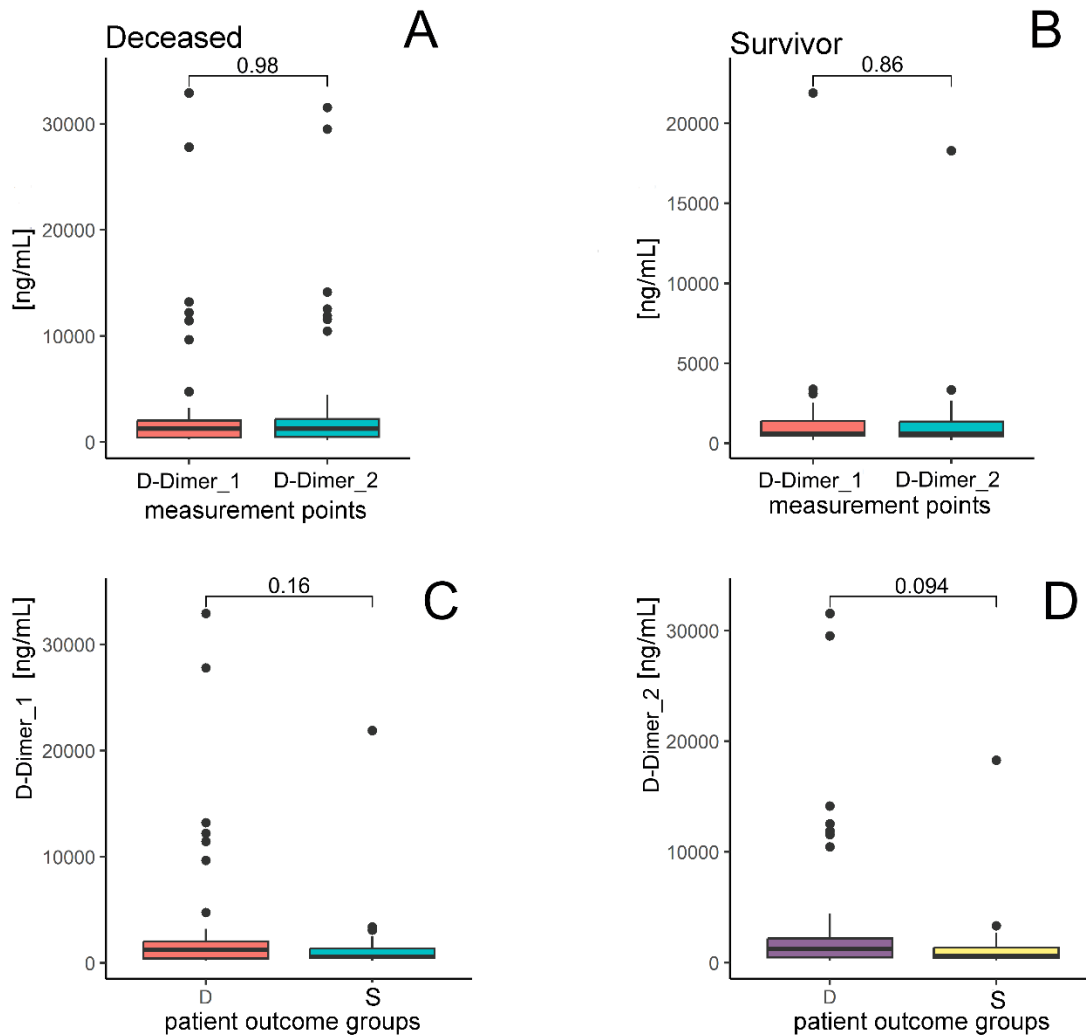 Deceased
A
0.98
30000
20000
10000
0
[ng/mL]
D-Dimer_1 D-Dimer_2
measurement points
Survivor
B
0.86
20000
15000
10000
5000
0
[ng/mL]
D-Dimer_1 D-Dimer_2
measurement points
C
0.16
30000
20000
10000
0
D-Dimer_1 [ng/mL]
D S
patient outcome groups
D
0.094
30000
20000
10000
0
D-Dimer_2 [ng/mL]
D S
patient outcome groups